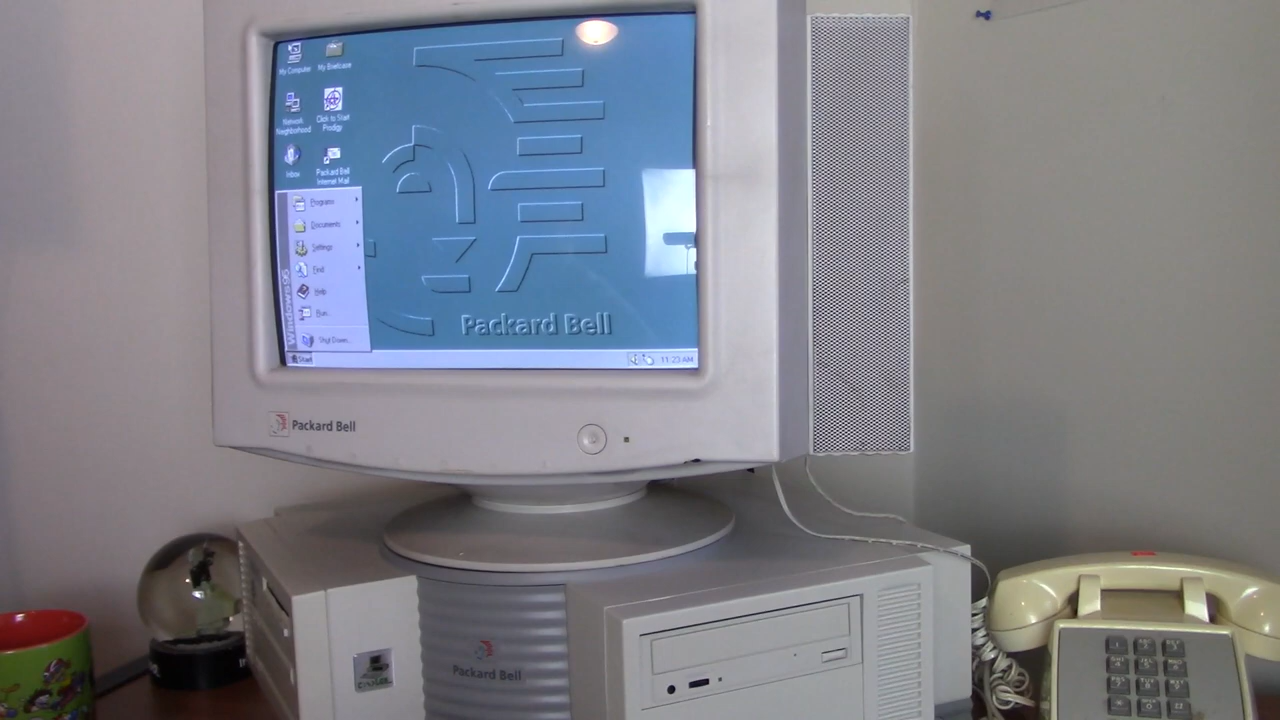 My Computer
My Briefcase
Network
Neighborhood
Click to Start
Prodigy
Inbox
Packard Bell
Internet Mail
Programs
Documents
Settings
Find
Help
Run...
Shut Down...
Windows95
Start
11:23 AM
Packard Bell
Packard Bell
Packard Bell